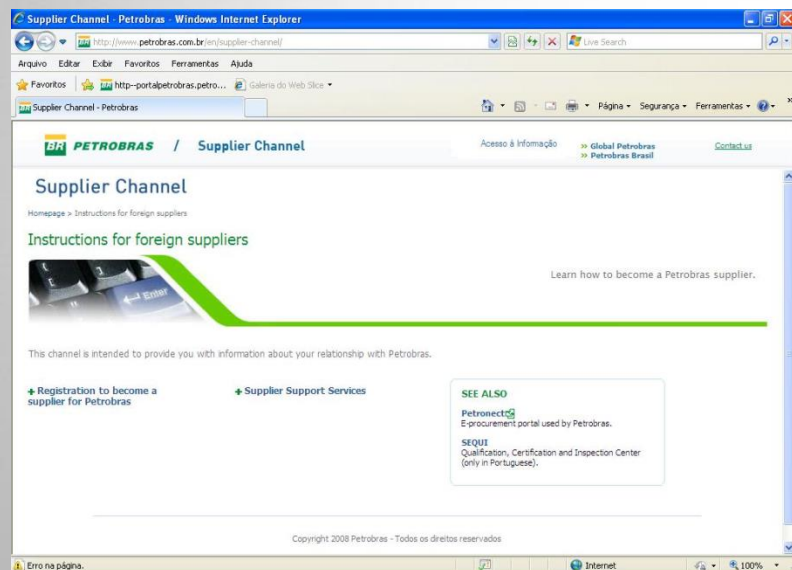 Supplier Channel - Petrobras - Windows Internet Explorer
http://www.petrobras.com.br/en/supplier-channel/
Live Search
Arquivo Editar Exibir Favoritos Ferramentas Ajuda
Favoritos http--portalpetrobras.petro... Galeria do Web Slice
Supplier Channel - Petrobras
Página Segurança Ferramentas
BR PETROBRAS / Supplier Channel
Acesso à Informação
>> Global Petrobras
>> Petrobras Brasil
Contact us
Supplier Channel
Homepage > Instructions for foreign suppliers
Instructions for foreign suppliers
Enter
Learn how to become a Petrobras supplier.
This channel is intended to provide you with information about your relationship with Petrobras.
+ Registration to become a
supplier for Petrobras
+ Supplier Support Services
SEE ALSO
Petronect
E-procurement portal used by Petrobras.
SEQUI
Qualification, Certification and Inspection Center
(only in Portuguese).
Copyright 2008 Petrobras - Todos os direitos reservados
Erro na página.
Internet
100%